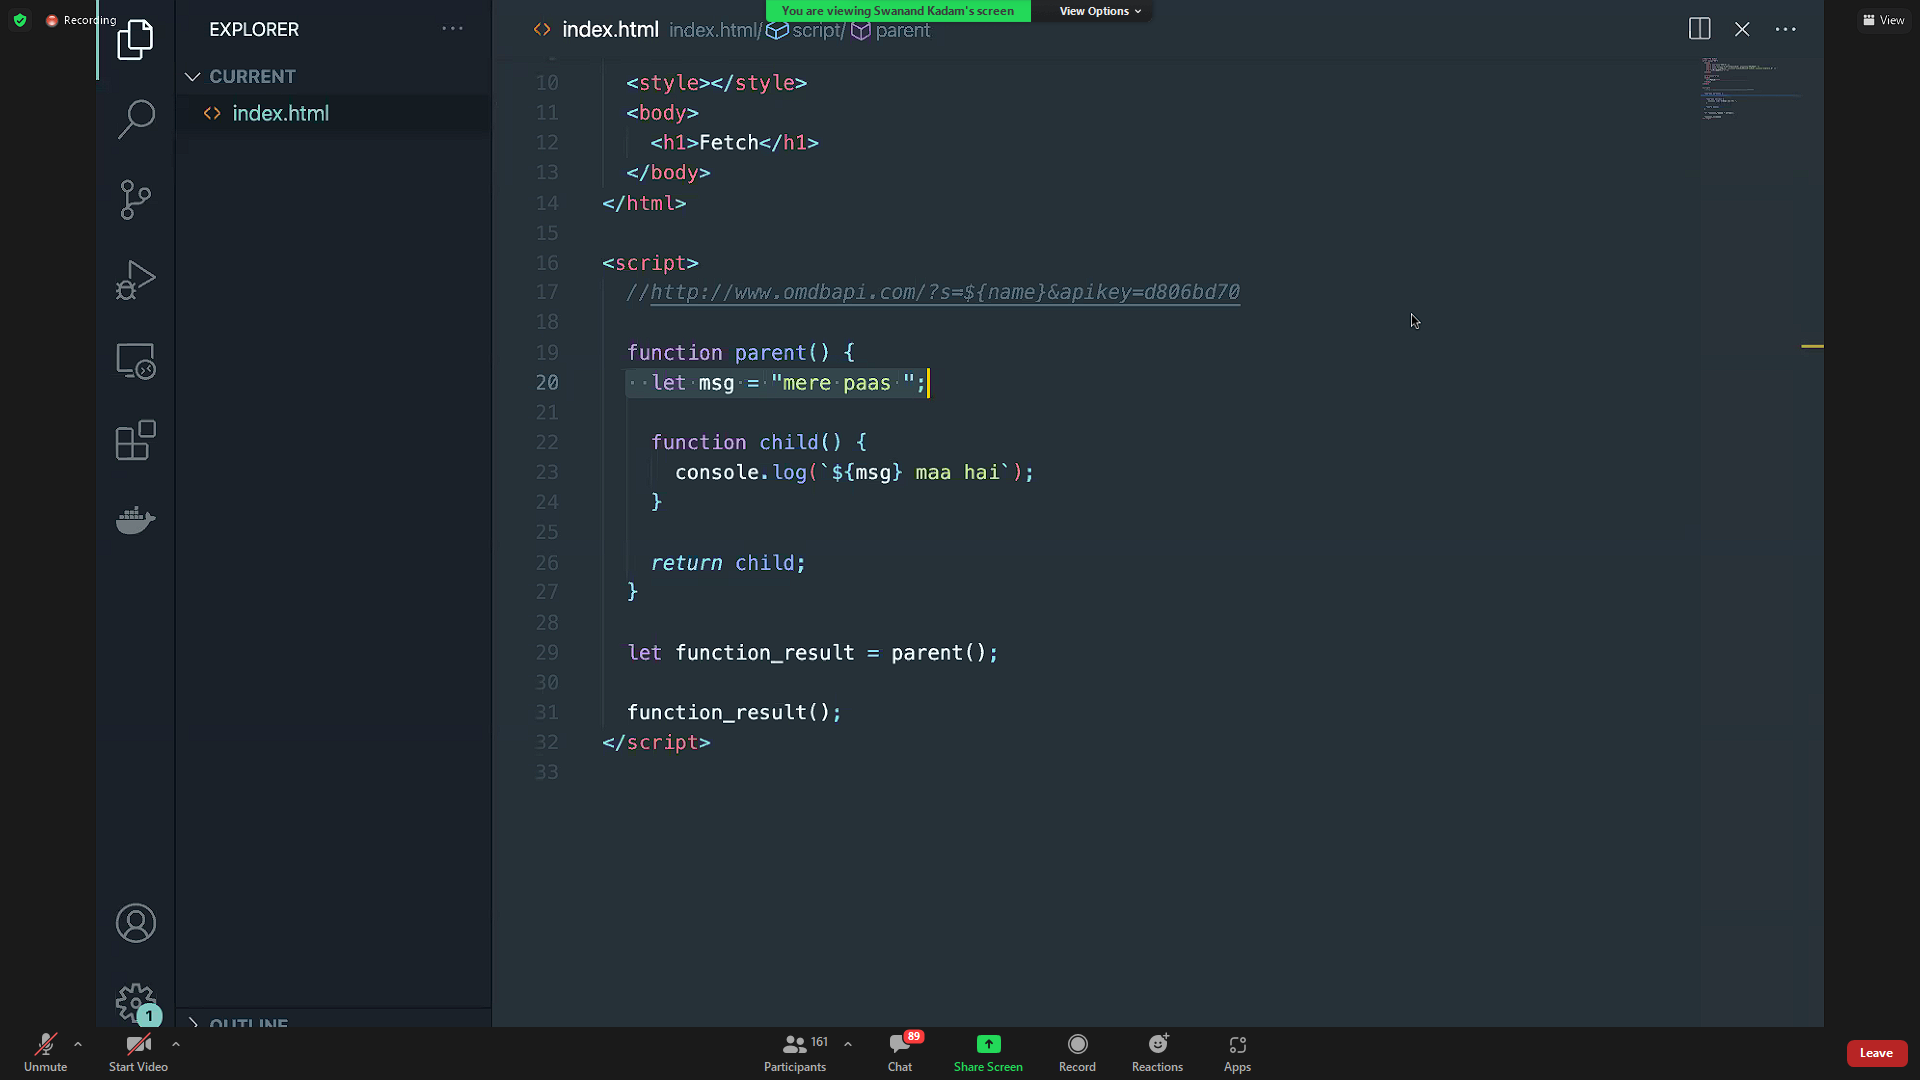 Recording
You are viewing Swanand Kadam's screen
View Options
View
EXPLORER
CURRENT
index.html
OUTLINE
1
index.html index.html/ script/ parent
10 <style></style>
11 <body>
12 <h1>Fetch</h1>
13 </body>
14 </html>
15
16 <script>
17 //http://www.omdbapi.com/?s=${name}&apikey=d806bd70
18
19 function parent() {
20 let msg = "mere paas ";
21
22 function child() {
23 console.log(`${msg} maa hai`);
24 }
25
26 return child;
27 }
28
29 let function_result = parent();
30
31 function_result();
32 </script>
33
Unmute
Start Video
161
Participants
89
Chat
Share Screen
Record
Reactions
Apps
Leave